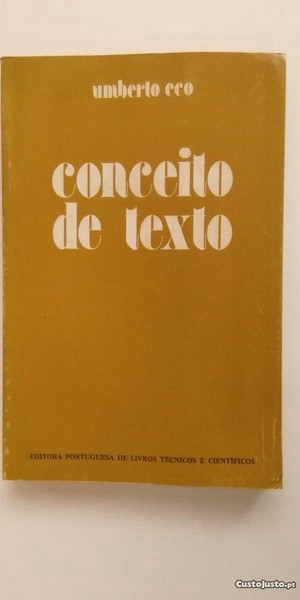 umberto eco
conceito
de texto
EDITORA PORTUGUESA DE LIVROS TÉCNICOS E CIENTÍFICOS
CustoJusto.pt